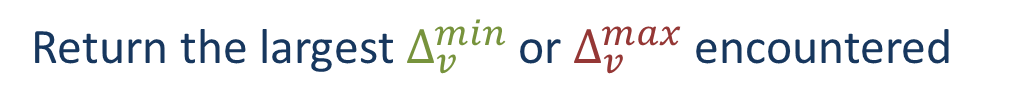 Return the largest Δ_v^min or Δ_v^max encountered